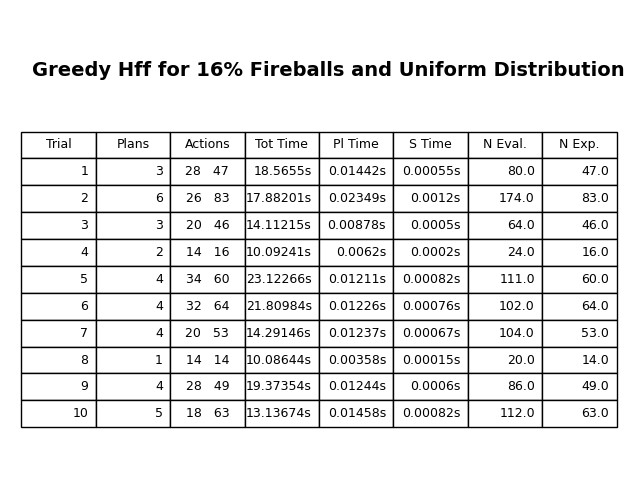 Greedy Hff for 16% Fireballs and Uniform Distribution
Trial Plans Actions Tot Time Pl Time S Time N Eval. N Exp.
1 3 28 47 18.5655s 0.01442s 0.00055s 80.0 47.0
2 6 26 83 17.88201s 0.02349s 0.0012s 174.0 83.0
3 3 20 46 14.11215s 0.00878s 0.0005s 64.0 46.0
4 2 14 16 10.09241s 0.0062s 0.0002s 24.0 16.0
5 4 34 60 23.12266s 0.01211s 0.00082s 111.0 60.0
6 4 32 64 21.80984s 0.01226s 0.00076s 102.0 64.0
7 4 20 53 14.29146s 0.01237s 0.00067s 104.0 53.0
8 1 14 14 10.08644s 0.00358s 0.00015s 20.0 14.0
9 4 28 49 19.37354s 0.01244s 0.0006s 86.0 49.0
10 5 18 63 13.13674s 0.01458s 0.00082s 112.0 63.0